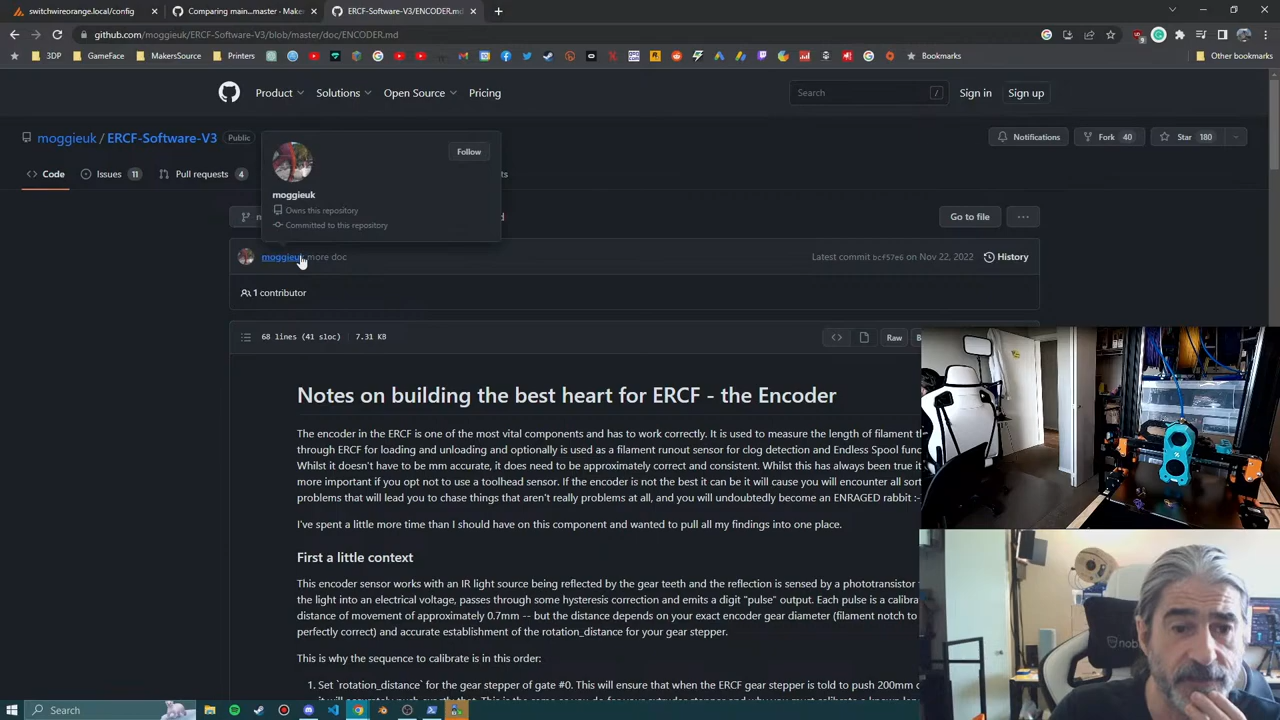 switchwireorange.local/config
Comparing main...master - Maker
ERCF-Software-V3/ENCODER.md
github.com/moggieuk/ERCF-Software-V3/blob/master/doc/ENCODER.md
3DP
GameFace
MakersSource
Printers
Bookmarks
Other bookmarks
Product
Solutions
Open Source
Pricing
Search
/
Sign in
Sign up
moggieuk / ERCF-Software-V3
Public
Notifications
Fork 40
Star 180
Code
Issues 11
Pull requests 4
Follow
moggieuk
Owns this repository
Committed to this repository
Go to file
moggieuk more doc
Latest commit bcf57e6 on Nov 22, 2022
History
1 contributor
68 lines (41 sloc) | 7.31 KB
Raw
Notes on building the best heart for ERCF - the Encoder
The encoder in the ERCF is one of the most vital components and has to work correctly. It is used to measure the length of filament
through ERCF for loading and unloading and optionally is used as a filament runout sensor for clog detection and Endless Spool
Whilst it doesn't have to be mm accurate, it does need to be approximately correct and consistent. Whilst this has always been true it
more important if you opt not to use a toolhead sensor. If the encoder is not the best it can be it will cause you will encounter all
problems that will lead you to chase things that aren't really problems at all, and you will undoubtedly become an ENRAGED rabbit :-
I've spent a little more time than I should have on this component and wanted to pull all my findings into one place.
First a little context
This encoder sensor works with an IR light source being reflected by the gear teeth and the reflection is sensed by a phototransistor
the light into an electrical voltage, passes through some hysteresis correction and emits a digit "pulse" output. Each pulse is a
distance of movement of approximately 0.7mm -- but the distance depends on your exact encoder gear diameter (filament notch to
perfectly correct) and accurate establishment of the rotation_distance for your gear stepper.
This is why the sequence to calibrate is in this order:
1. Set `rotation_distance` for the gear stepper of gate #0. This will ensure that when the ERCF gear stepper is told to push 200mm
Search